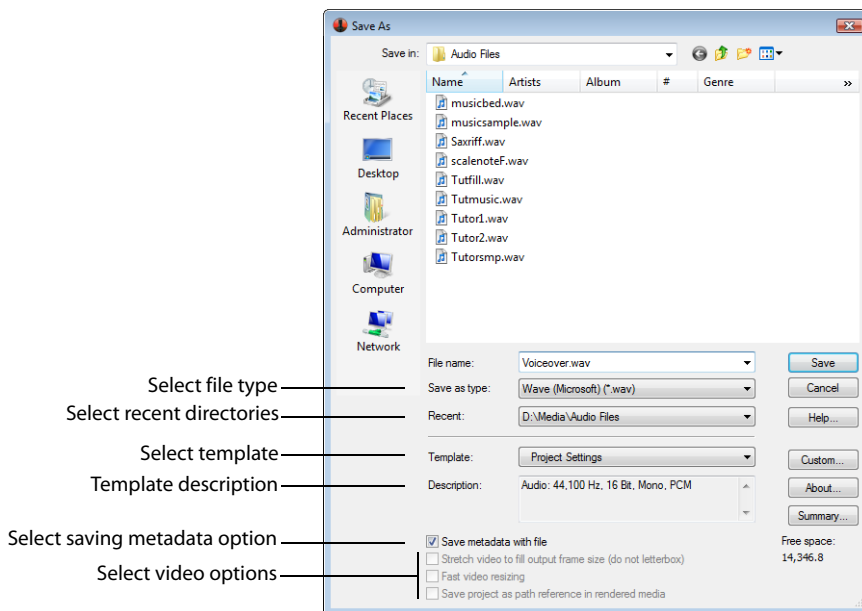 Save As
Save in: Audio Files
Name Artists Album # Genre »
Recent Places
Desktop
Administrator
Computer
Network
musicbed.wav
musicsample.wav
Saxriff.wav
scalenoteF.wav
Tutfill.wav
Tutmusic.wav
Tutor1.wav
Tutor2.wav
Tutorsmp.wav
File name: Voiceover.wav Save
Select file type Save as type: Wave (Microsoft) (*.wav) Cancel
Select recent directories Recent: D:\Media\Audio Files Help...
Select template Template: Project Settings Custom...
Template description Description: Audio: 44,100 Hz, 16 Bit, Mono, PCM About...
Summary...
Select saving metadata option Save metadata with file Free space:
Stretch video to fill output frame size (do not letterbox) 14,346.8
Select video options Fast video resizing
Save project as path reference in rendered media